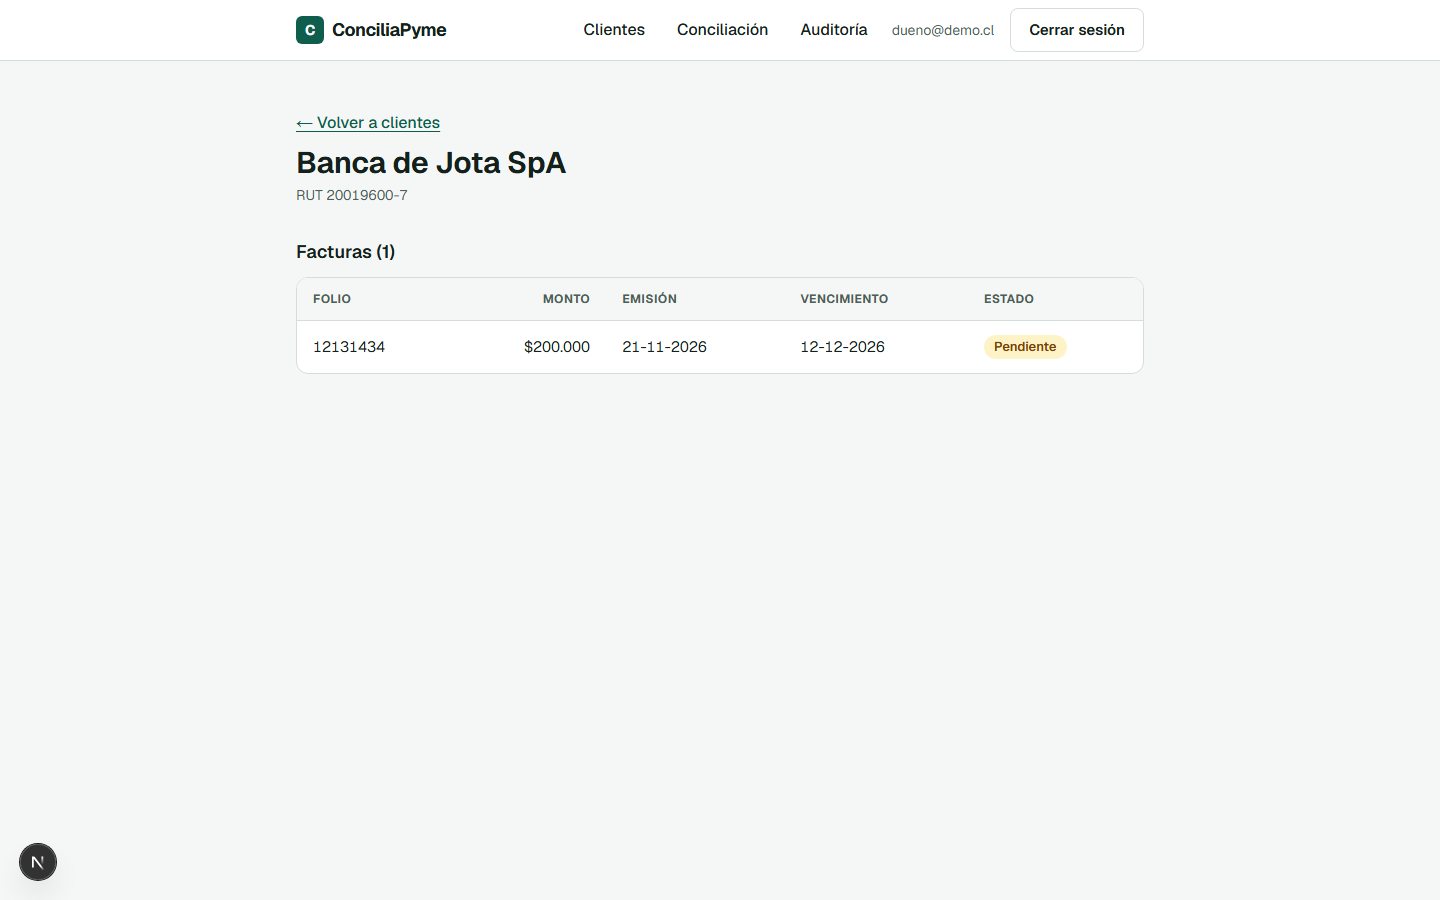 C ConciliaPyme Clientes Conciliación Auditoría dueno@demo.cl Cerrar sesión
← Volver a clientes
Banca de Jota SpA
RUT 20019600-7
Facturas (1)
FOLIO MONTO EMISIÓN VENCIMIENTO ESTADO
12131434 $200.000 21-11-2026 12-12-2026 Pendiente
N